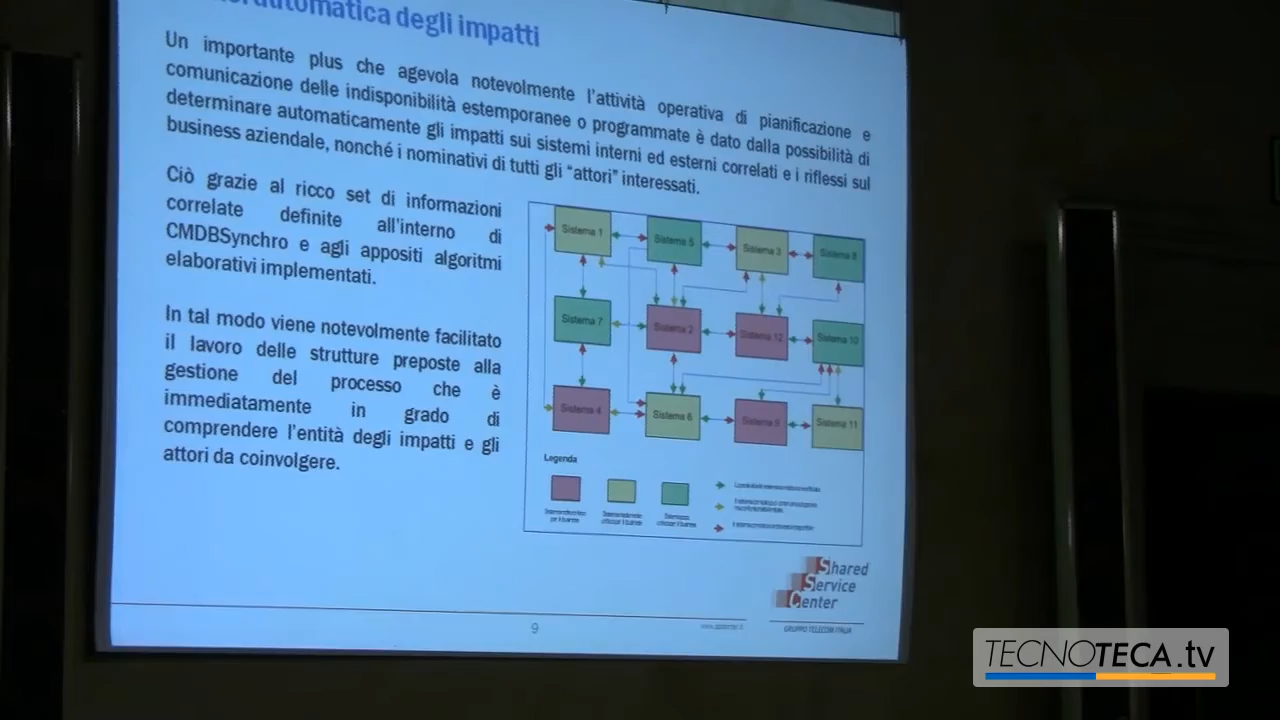 automatica degli impatti
Un importante plus che agevola notevolmente l'attività operativa di pianificazione e
comunicazione delle indisponibilità estemporanee o programmate è dato dalla possibilità di
determinare automaticamente gli impatti sui sistemi interni ed esterni correlati e i riflessi sul
business aziendale, nonché i nominativi di tutti gli "attori" interessati.
Ciò grazie al ricco set di informazioni
correlate definite all'interno di
CMDBSynchro e agli appositi algoritmi
elaborativi implementati.
In tal modo viene notevolmente facilitato
il lavoro delle strutture preposte alla
gestione del processo che è
immediatamente in grado di
comprendere l'entità degli impatti e gli
attori da coinvolgere.
Sistema 1
Sistema 5
Sistema 3
Sistema 8
Sistema 7
Sistema 2
Sistema 12
Sistema 10
Sistema 4
Sistema 6
Sistema 9
Sistema 11
Legenda
Shared
Service
Center
GRUPPO TELECOM ITALIA
9
TECNOTECA.tv